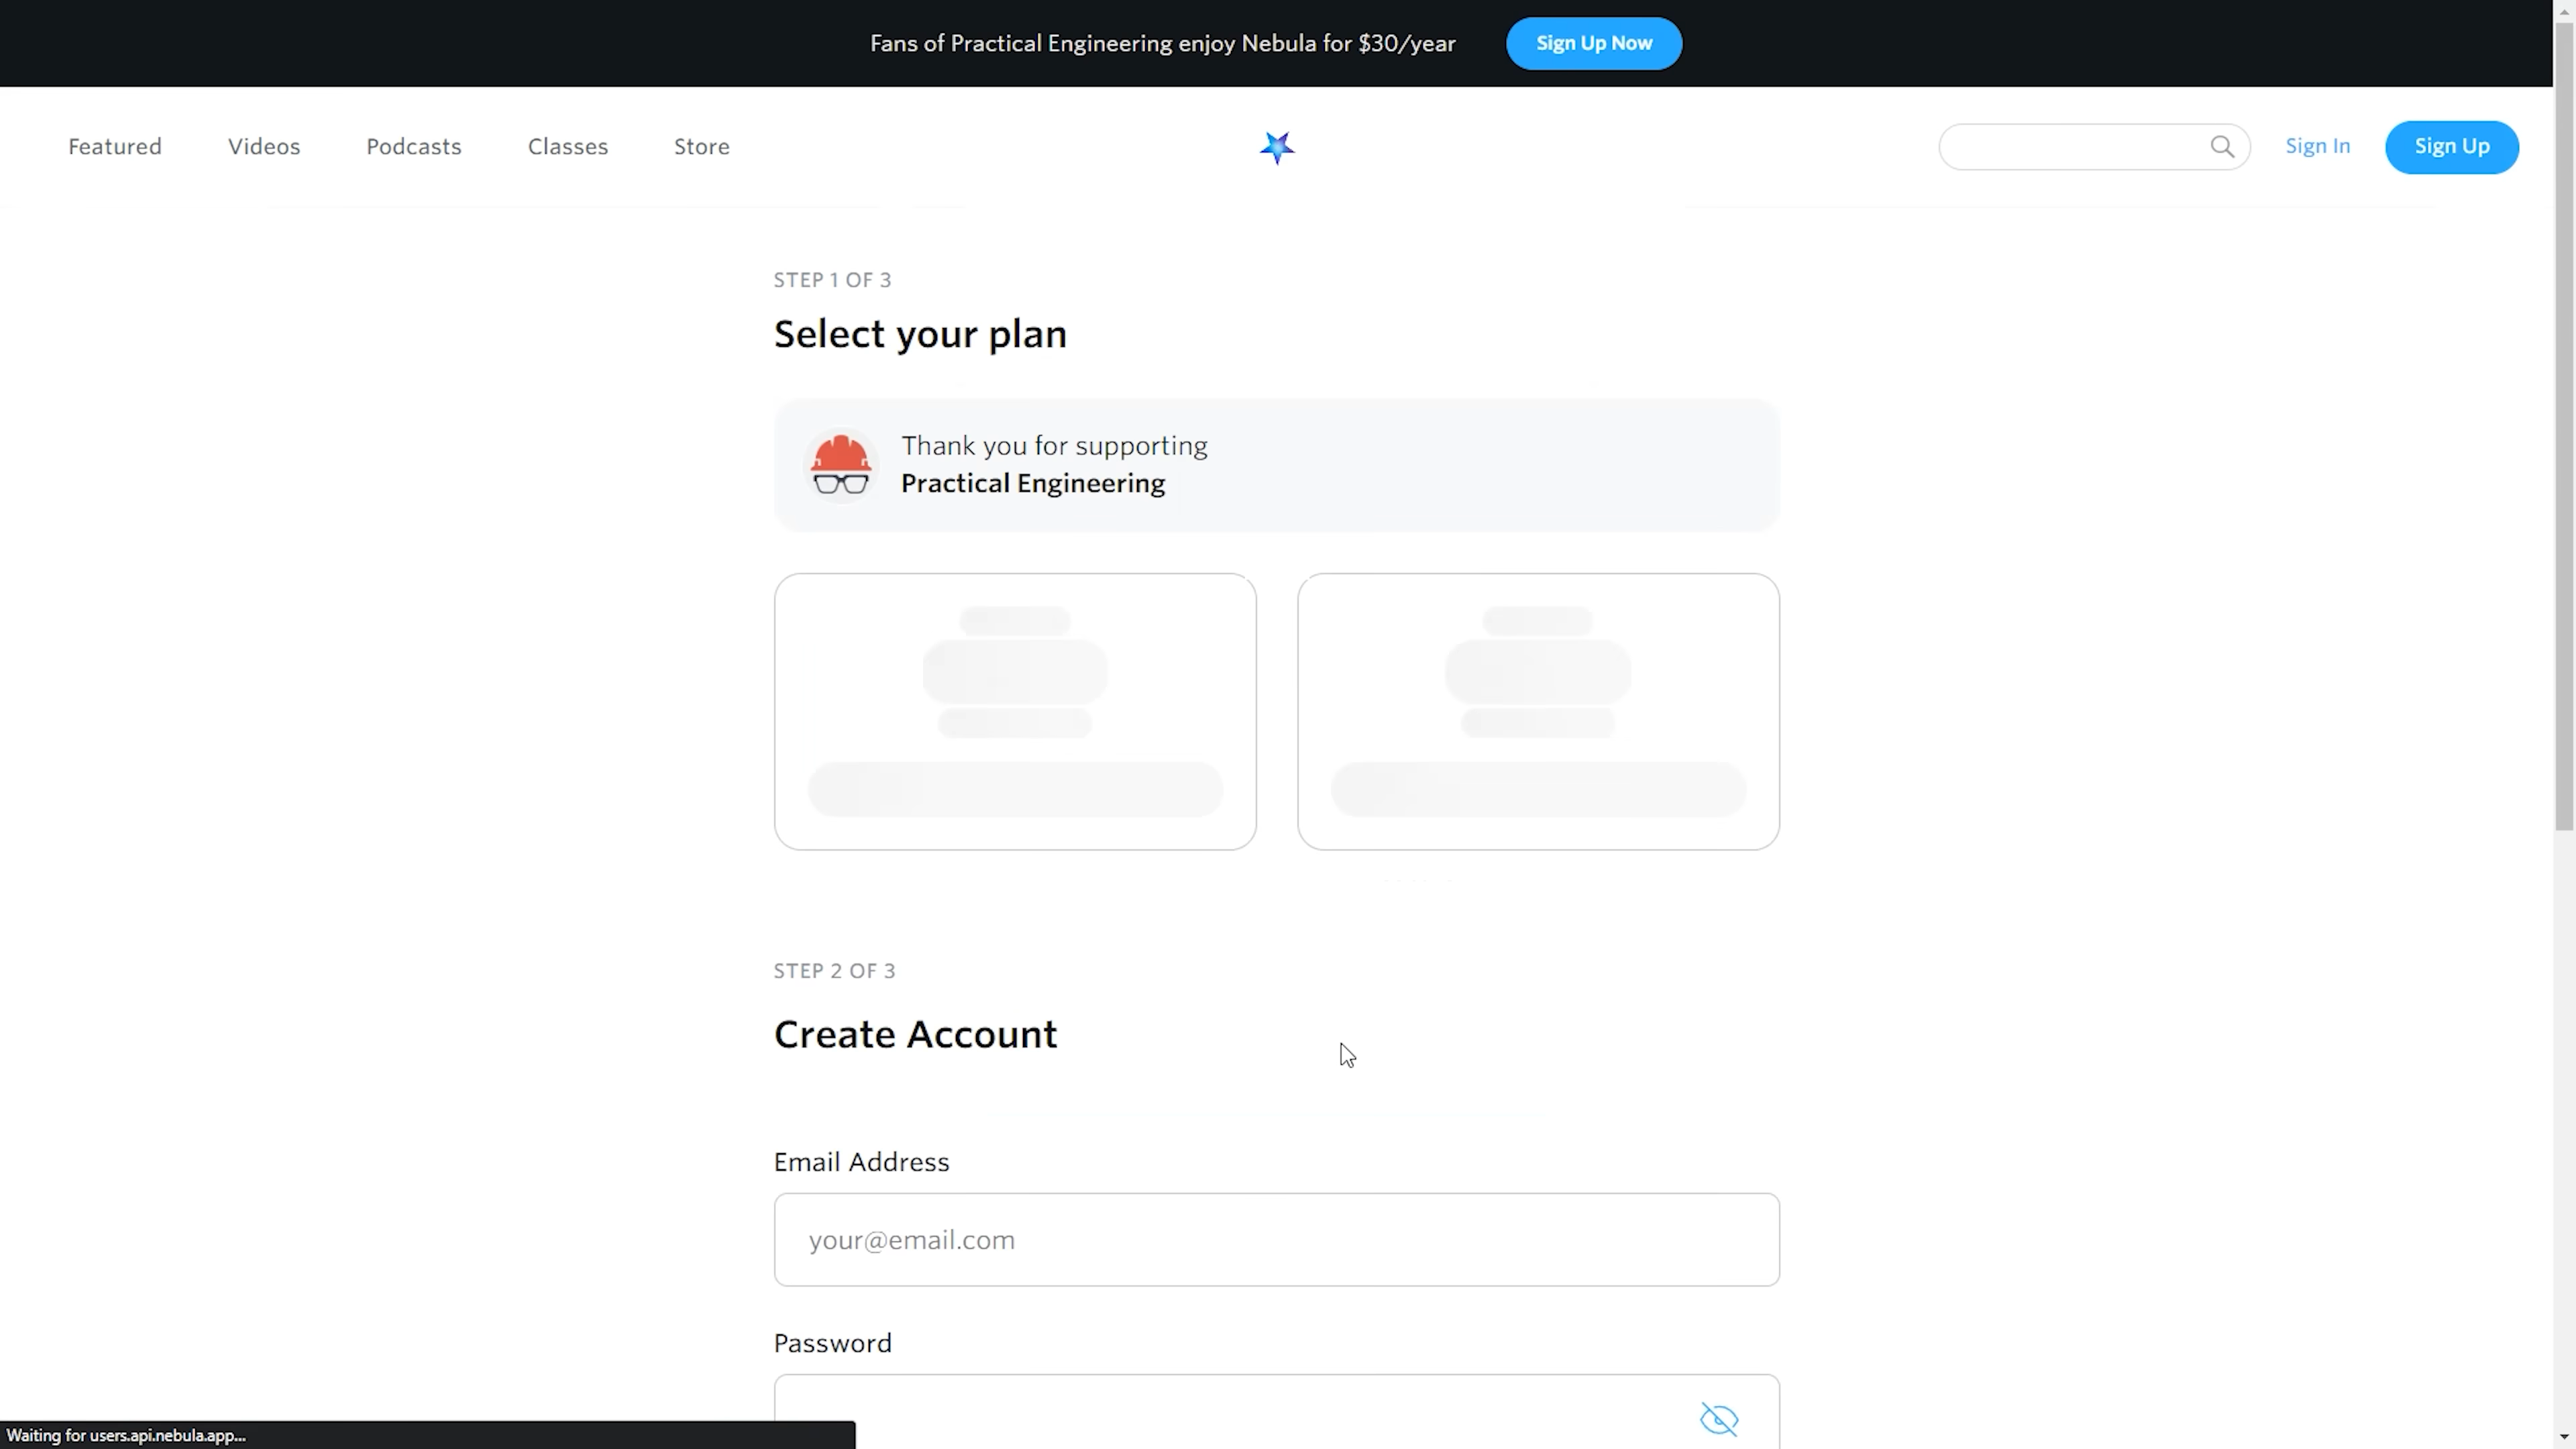 Fans of Practical Engineering enjoy Nebula for $30/year
Sign Up Now
Featured
Videos
Podcasts
Classes
Store
Sign In
Sign Up
STEP 1 OF 3
Select your plan
Thank you for supporting
Practical Engineering
STEP 2 OF 3
Create Account
Email Address
your@email.com
Password
Waiting for users.api.nebula.app...